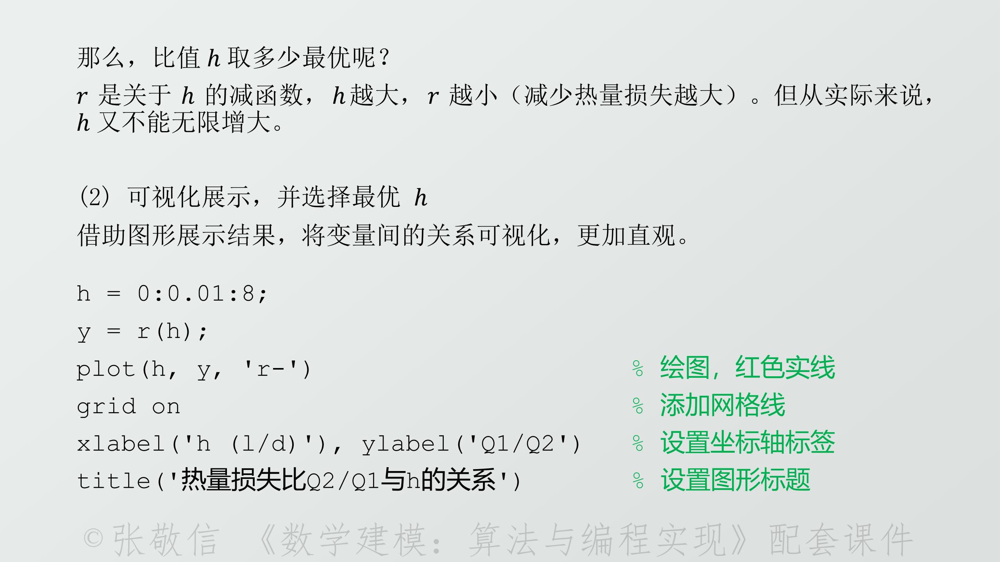 那么，比值 h 取多少最优呢？
r 是关于 h 的减函数，h 越大，r 越小（减少热量损失越大）。但从实际来说，
h 又不能无限增大。
(2) 可视化展示，并选择最优 h
借助图形展示结果，将变量间的关系可视化，更加直观。
h = 0:0.01:8;
y = r(h);
plot(h, y, 'r-') % 绘图，红色实线
grid on % 添加网格线
xlabel('h (l/d)'), ylabel('Q1/Q2') % 设置坐标轴标签
title('热量损失比Q2/Q1与h的关系') % 设置图形标题
©张敬信 《数学建模：算法与编程实现》配套课件